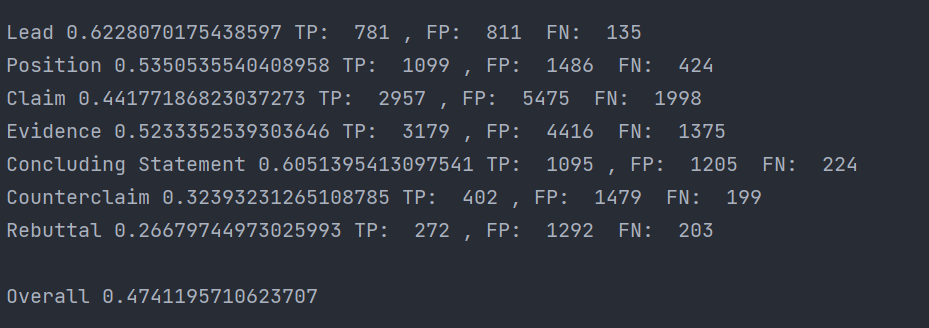 Lead 0.6228070175438597 TP:  781 , FP:  811  FN:  135
Position 0.5350535540408958 TP:  1099 , FP:  1486  FN:  424
Claim 0.44177186823037273 TP:  2957 , FP:  5475  FN:  1998
Evidence 0.5233352539303646 TP:  3179 , FP:  4416  FN:  1375
Concluding Statement 0.6051395413097541 TP:  1095 , FP:  1205  FN:  224
Counterclaim 0.32393231265108785 TP:  402 , FP:  1479  FN:  199
Rebuttal 0.26679744973025993 TP:  272 , FP:  1292  FN:  203
Overall 0.4741195710623707